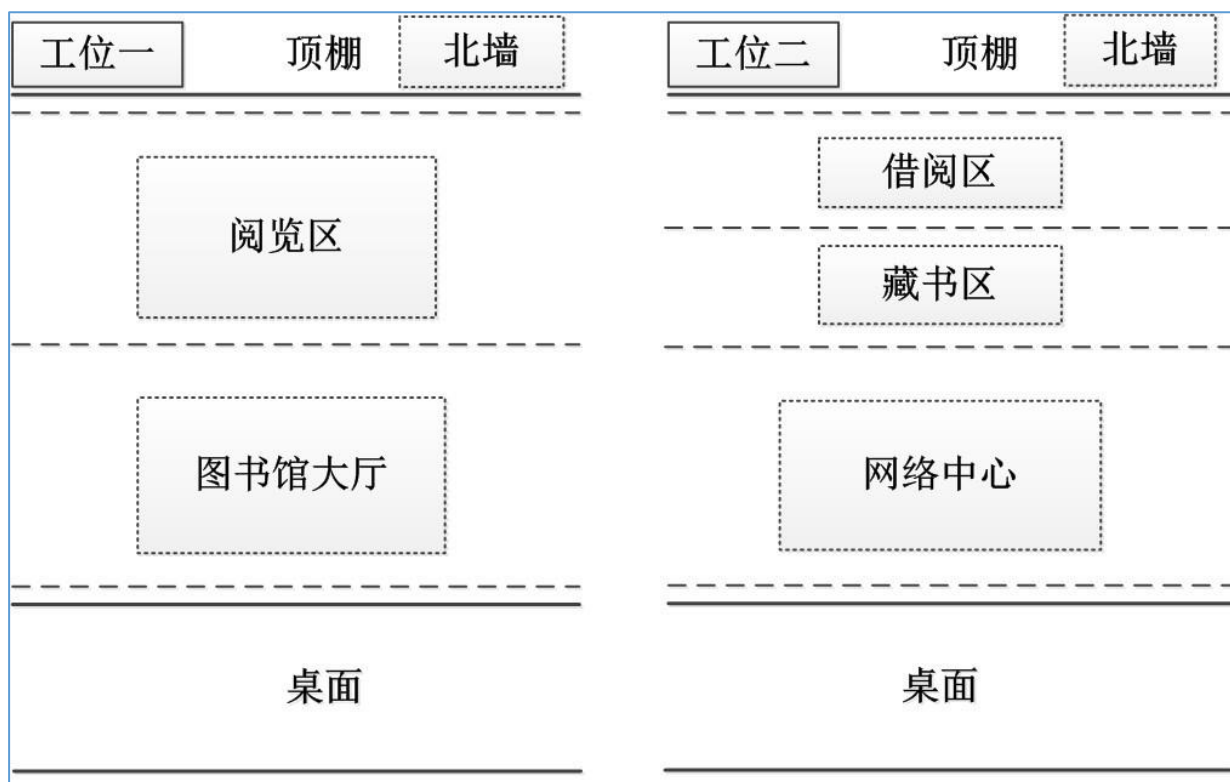 工位一 顶棚 北墙
阅览区
图书馆大厅
桌面
工位二 顶棚 北墙
借阅区
藏书区
网络中心
桌面